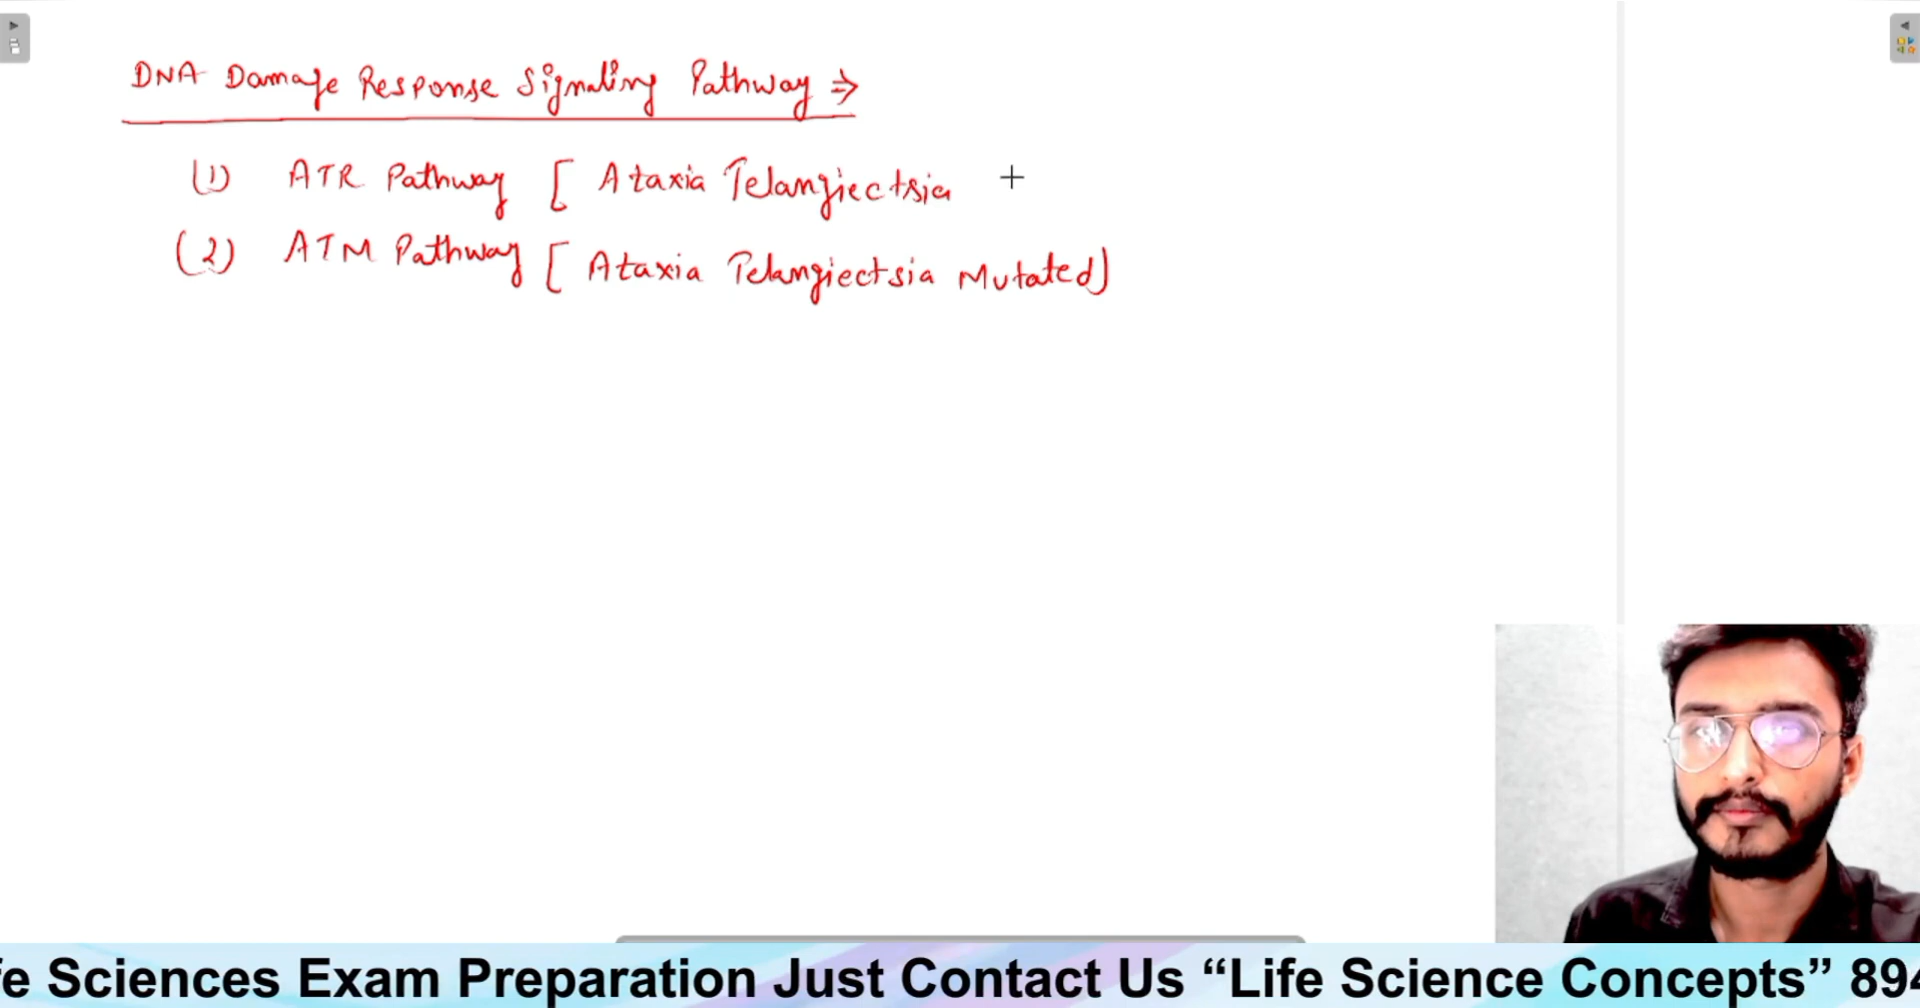 DNA Damage Response Signaling Pathway ⇒
(1) ATR Pathway [ Ataxia Telangiectsia
(2) ATM Pathway [ Ataxia Telangiectsia Mutated]
fe Sciences Exam Preparation Just Contact Us “Life Science Concepts” 894